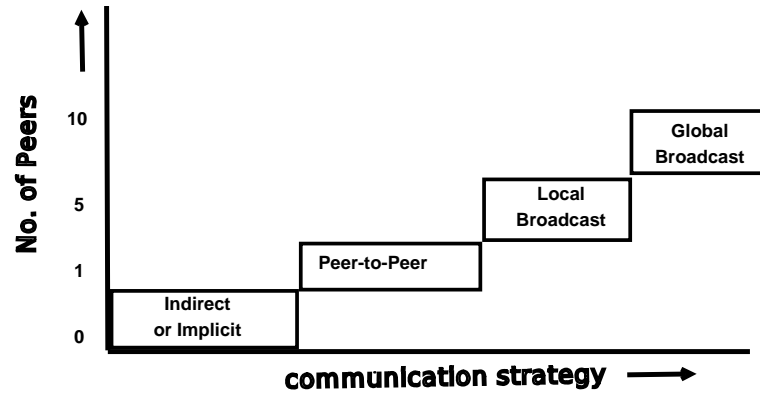 No. of Peers
10
5
1
0
Global
Broadcast
Local
Broadcast
Peer-to-Peer
Indirect
or Implicit
communication strategy